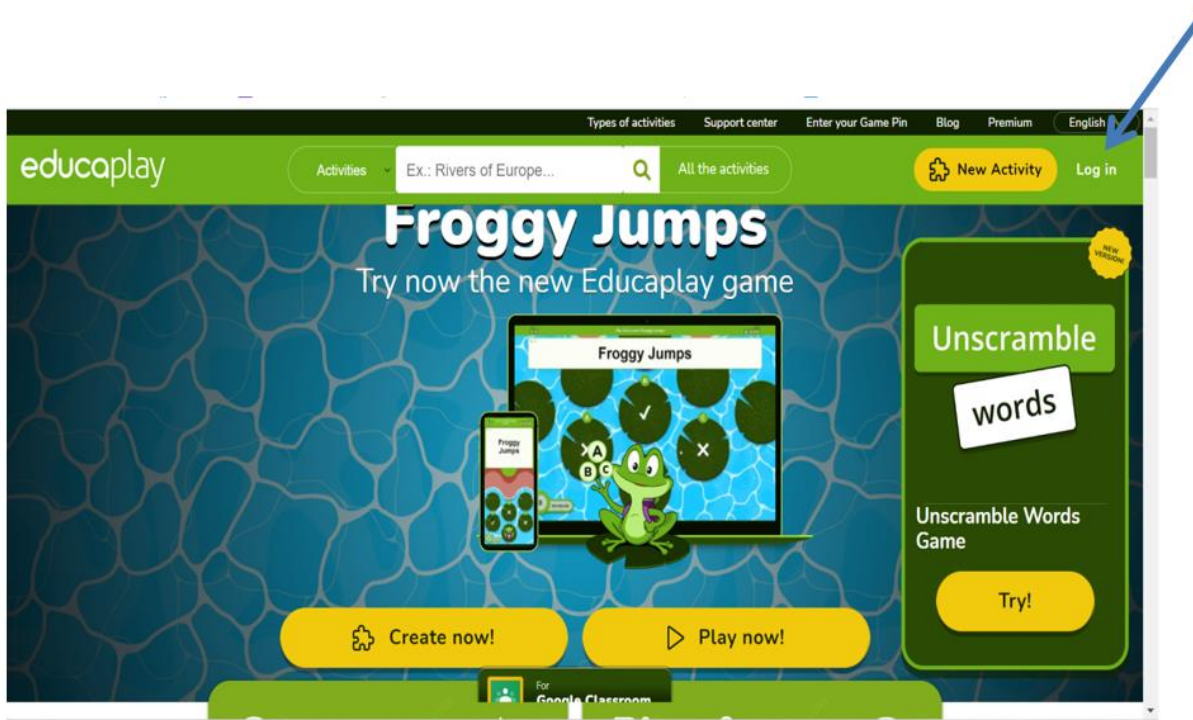 Types of activities Support center Enter your Game Pin Blog Premium English
educaplay Activities Ex.: Rivers of Europe... All the activities New Activity Log in
Froggy Jumps
Try now the new Educaplay game
NEW
VERSION!
Unscramble
words
Froggy Jumps
Froggy
Jumps
A
B C
Unscramble Words
Game
Try!
Create now! Play now!
For
Google Classroom